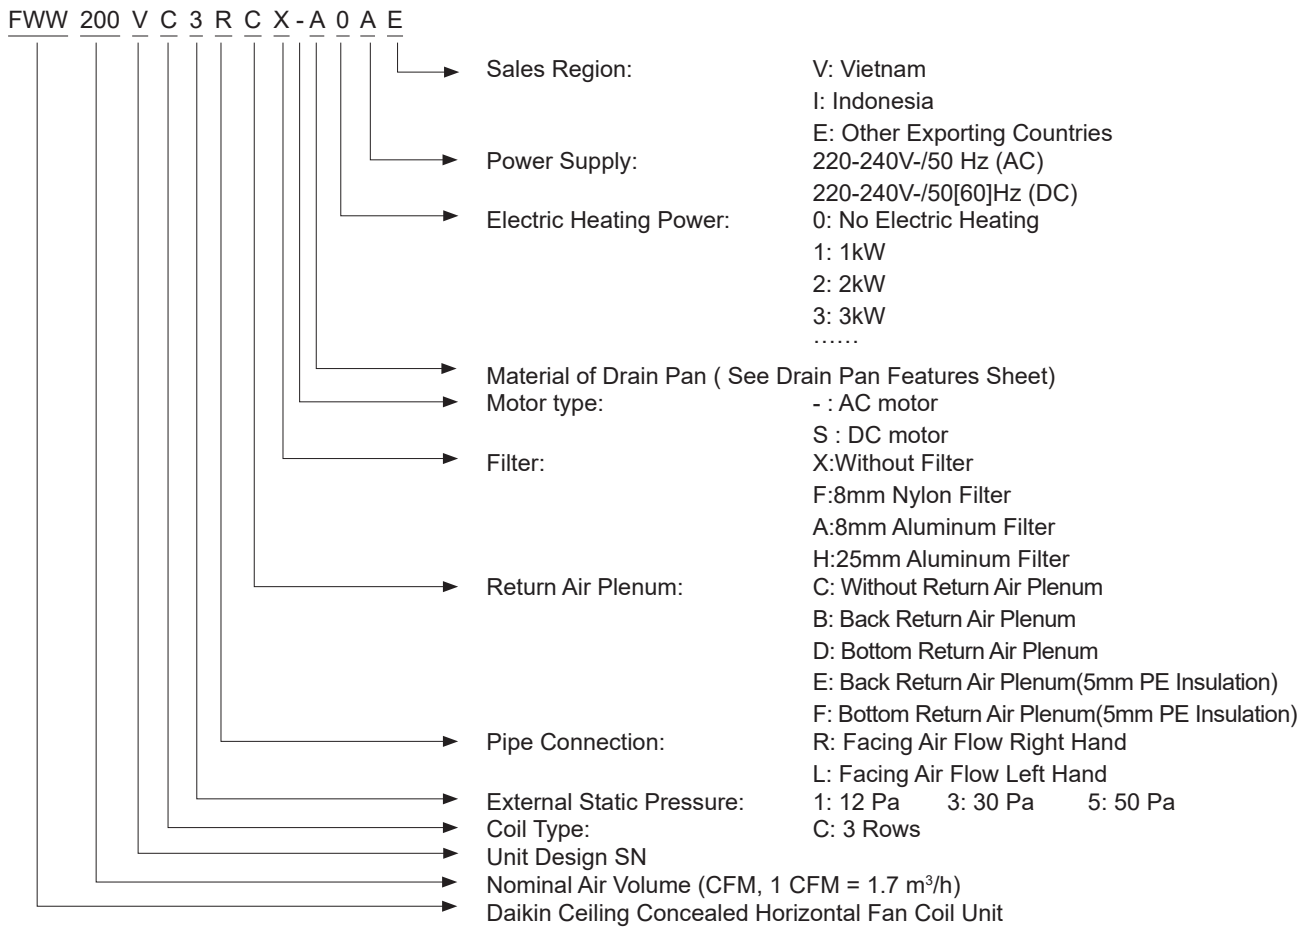 FWW 200 V C 3 R C X - A 0 A E
Sales Region: V: Vietnam
I: Indonesia
E: Other Exporting Countries
Power Supply: 220-240V-/50 Hz (AC)
220-240V-/50[60]Hz (DC)
Electric Heating Power: 0: No Electric Heating
1: 1kW
2: 2kW
3: 3kW
······
Material of Drain Pan ( See Drain Pan Features Sheet)
Motor type: - : AC motor
S : DC motor
Filter: X:Without Filter
F:8mm Nylon Filter
A:8mm Aluminum Filter
H:25mm Aluminum Filter
Return Air Plenum: C: Without Return Air Plenum
B: Back Return Air Plenum
D: Bottom Return Air Plenum
E: Back Return Air Plenum(5mm PE Insulation)
F: Bottom Return Air Plenum(5mm PE Insulation)
Pipe Connection: R: Facing Air Flow Right Hand
L: Facing Air Flow Left Hand
External Static Pressure: 1: 12 Pa 3: 30 Pa 5: 50 Pa
Coil Type: C: 3 Rows
Unit Design SN
Nominal Air Volume (CFM, 1 CFM = 1.7 m³/h)
Daikin Ceiling Concealed Horizontal Fan Coil Unit